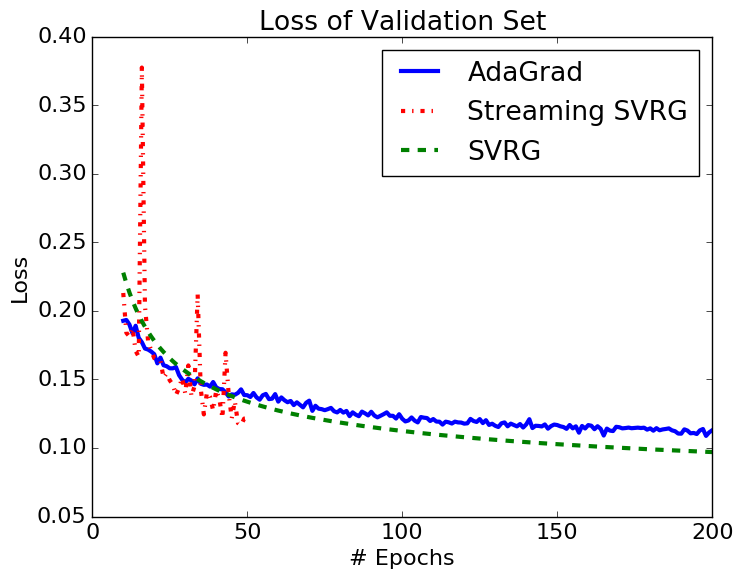 Loss of Validation Set
0.40
0.35
0.30
0.25
0.20
0.15
0.10
0.05
Loss
AdaGrad
Streaming SVRG
SVRG
0 50 100 150 200
# Epochs